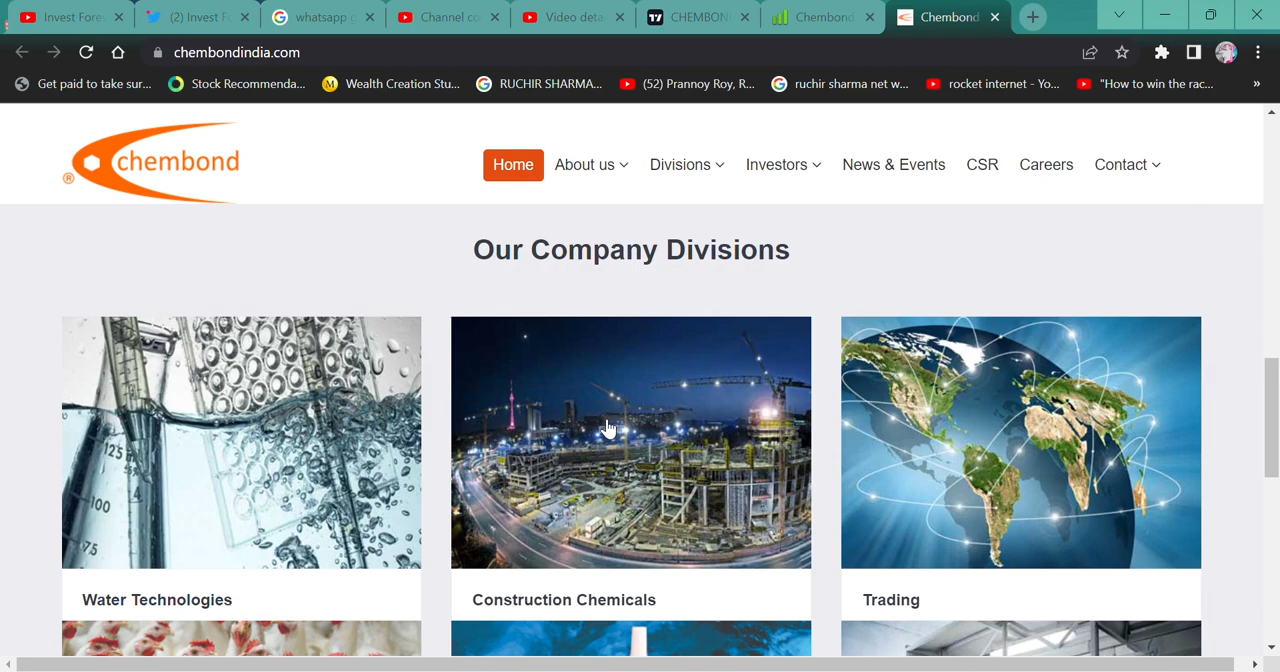 Invest Fore
(2) Invest F
whatsapp g
Channel co
Video deta
CHEMBON
Chembond
Chembond
chembondindia.com
Get paid to take sur...
Stock Recommenda...
M Wealth Creation Stu...
RUCHIR SHARMA...
(52) Prannoy Roy, R...
ruchir sharma net w...
rocket internet - Yo...
"How to win the rac...
»
chembond
®
Home
About us
Divisions
Investors
News & Events
CSR
Careers
Contact
Our Company Divisions
125
100
75
Water Technologies
Construction Chemicals
Trading